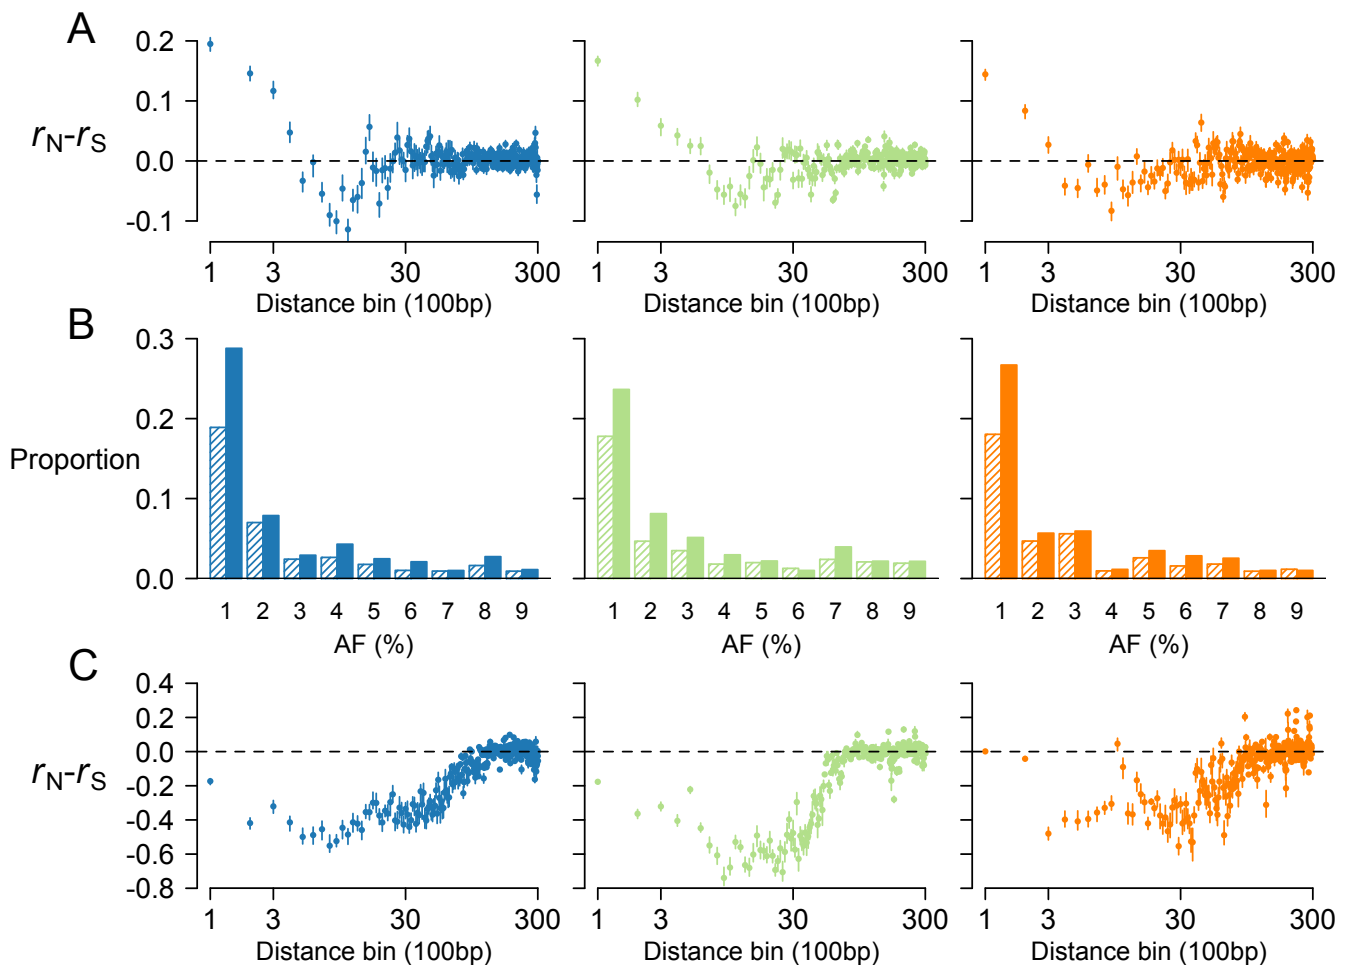 A
0.2
0.1
0.0
-0.1
rN-rS
1 3 30 300
1 3 30 300
1 3 30 300
Distance bin (100bp)
Distance bin (100bp)
Distance bin (100bp)
B
0.3
0.2
0.1
0.0
Proportion
1 2 3 4 5 6 7 8 9
1 2 3 4 5 6 7 8 9
1 2 3 4 5 6 7 8 9
AF (%)
AF (%)
AF (%)
C
0.4
0.2
0.0
-0.2
-0.4
-0.6
-0.8
rN-rS
1 3 30 300
1 3 30 300
1 3 30 300
Distance bin (100bp)
Distance bin (100bp)
Distance bin (100bp)